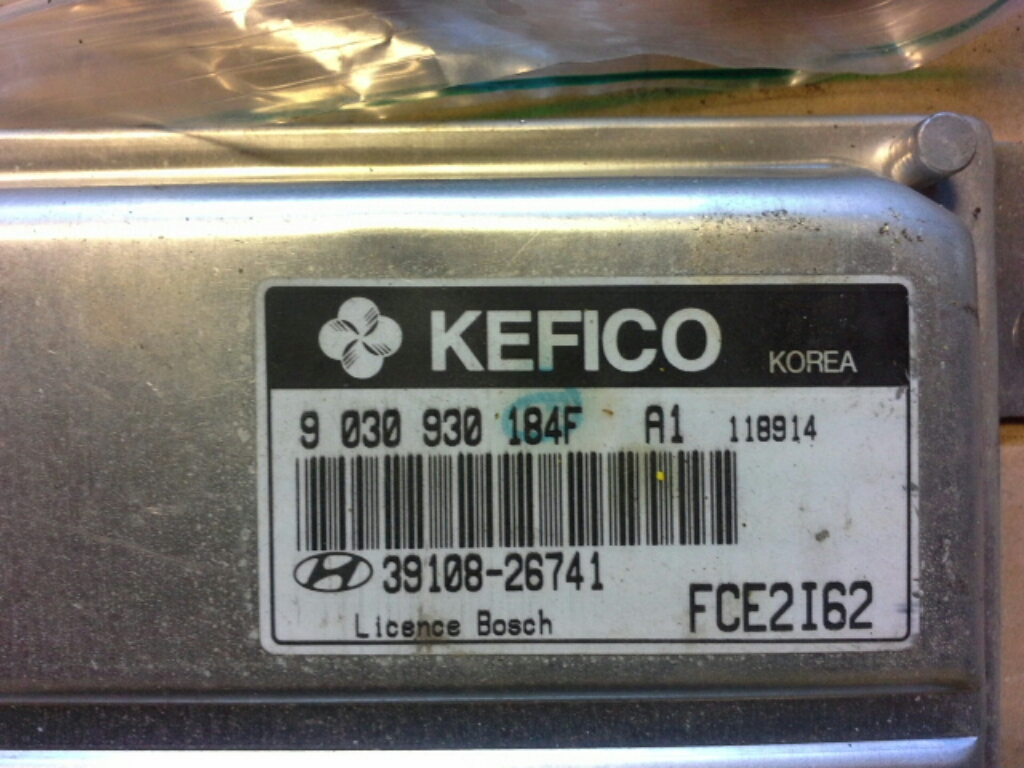 KEFICO KOREA
9 030 930 184F A1 118914
39108-26741
FCE2I62
Licence Bosch